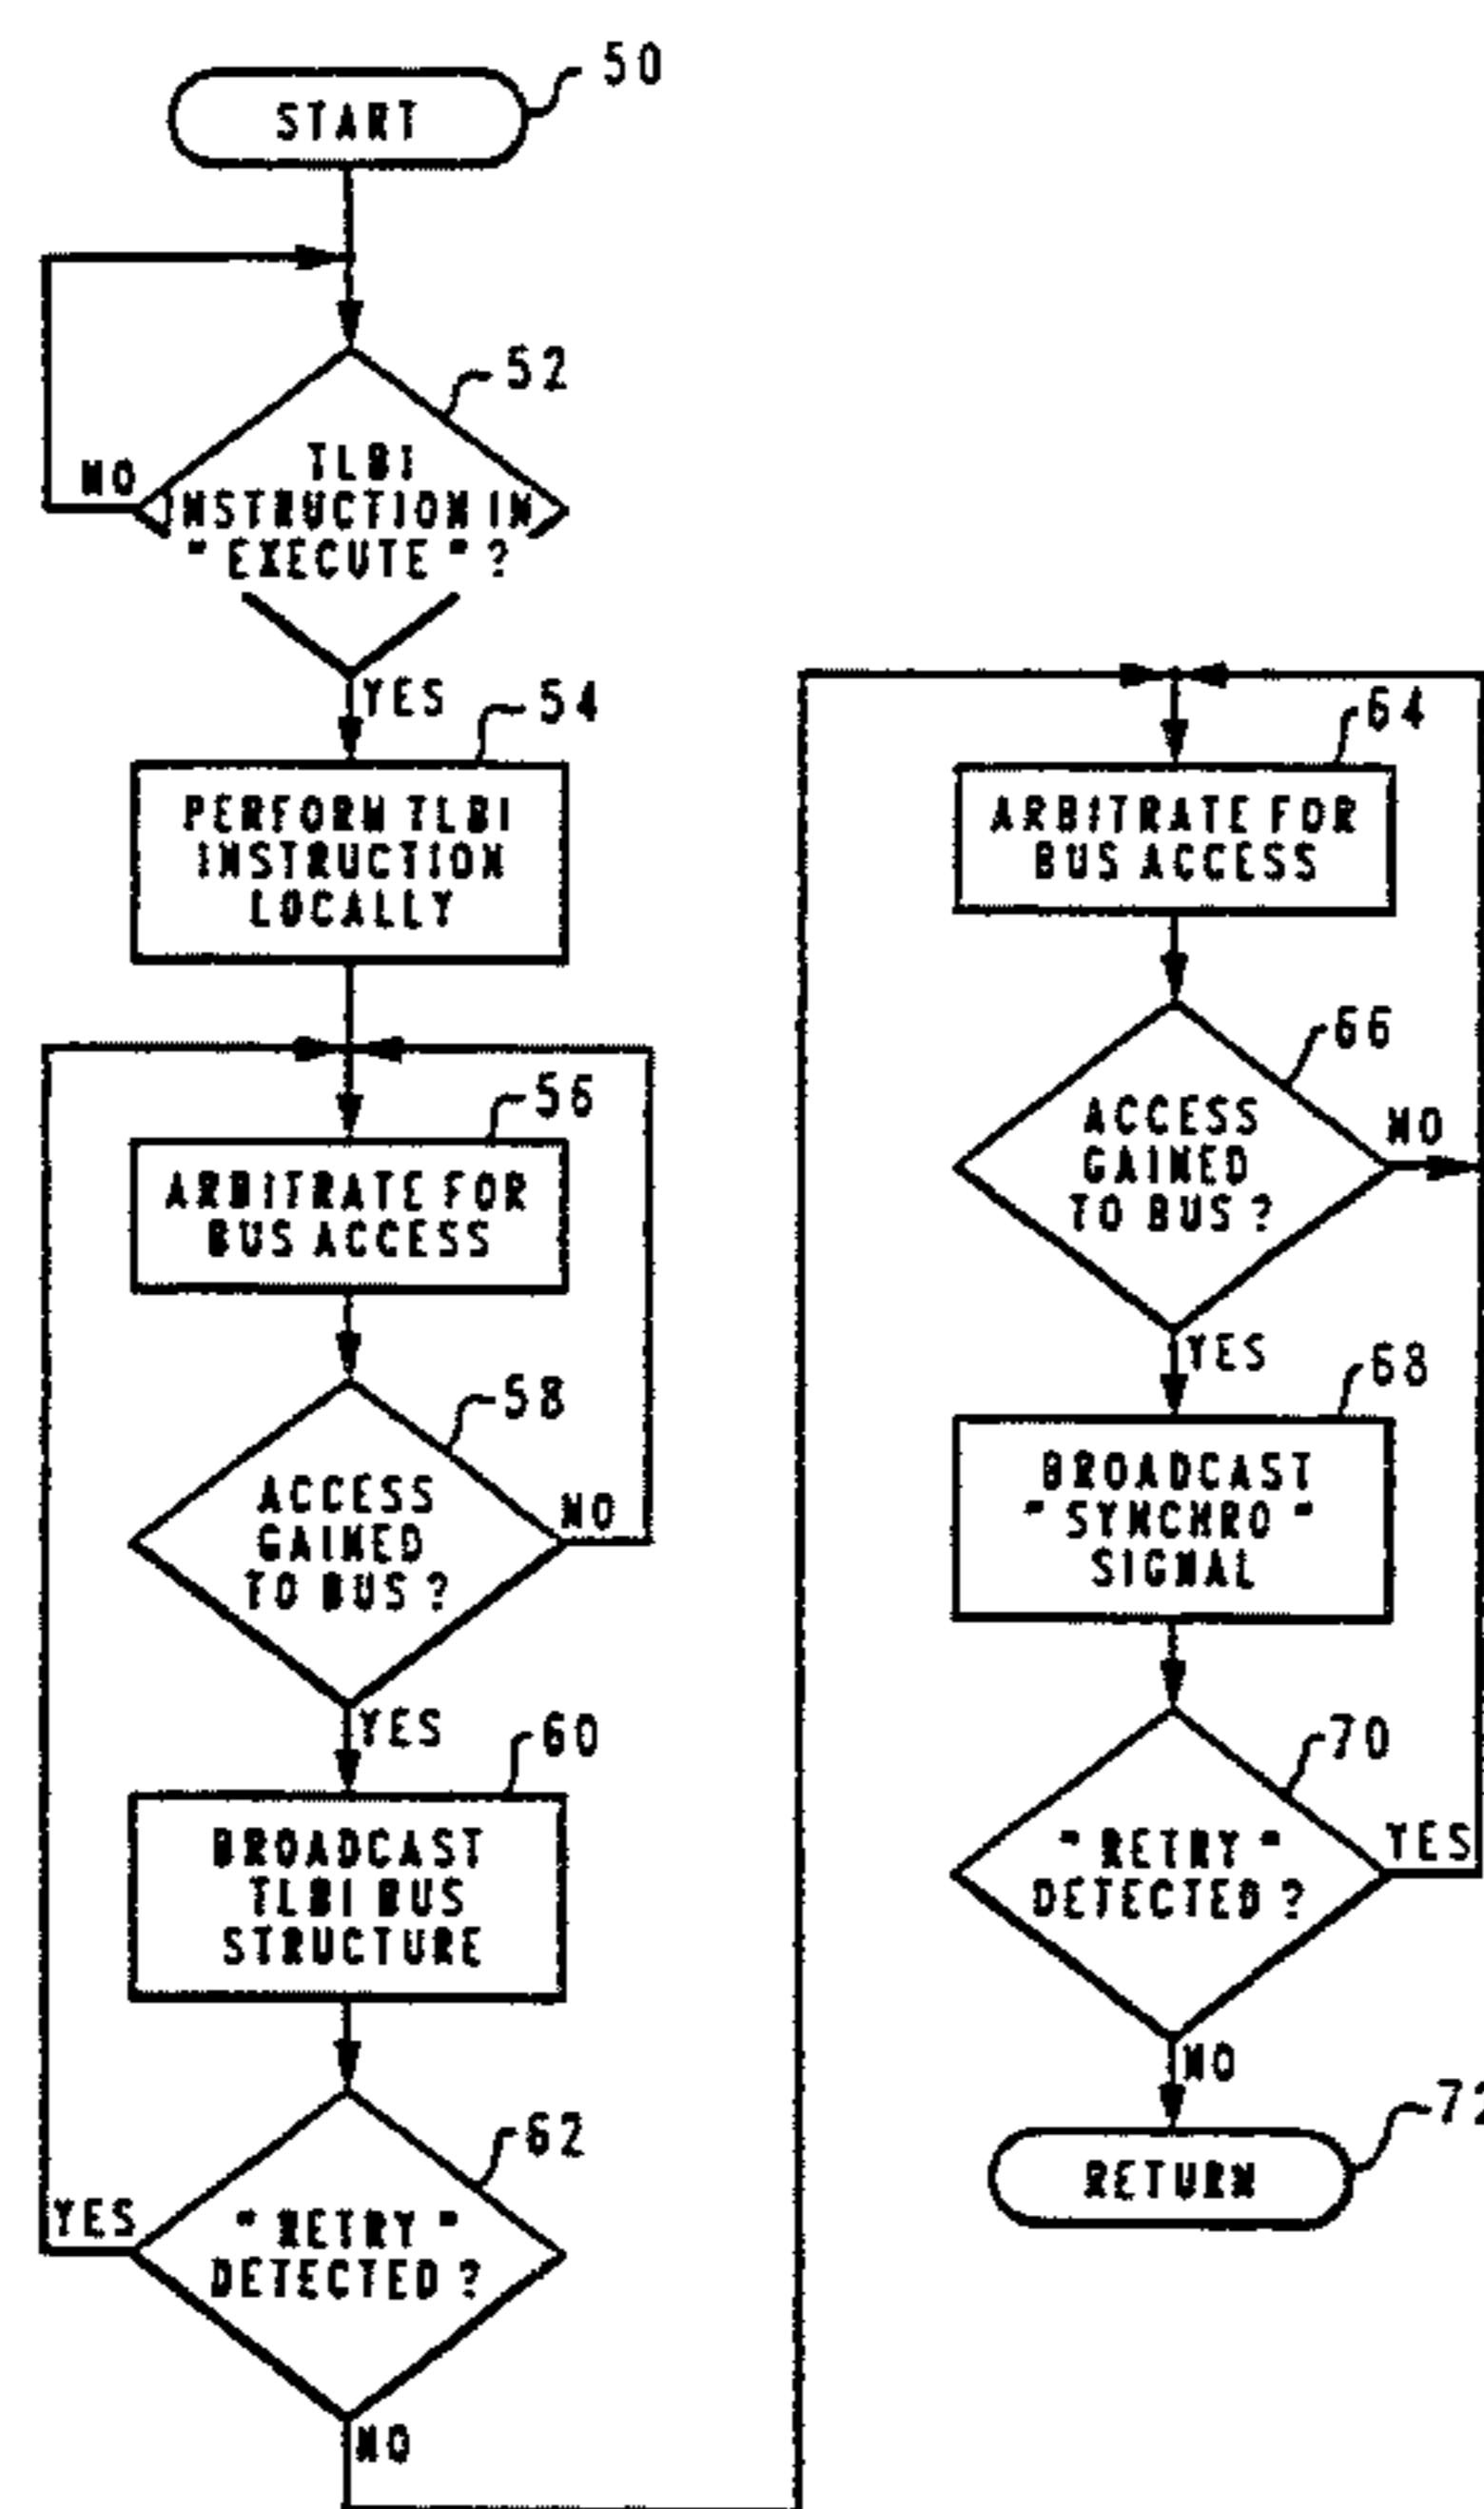 50
START
52
NO
TLBI
INSTRUCTION IN
"EXECUTE"?
YES
54
PERFORM TLBI
INSTRUCTION
LOCALLY
56
ARBITRATE FOR
BUS ACCESS
58
ACCESS
GAINED
TO BUS?
NO
YES
60
BROADCAST
TLBI BUS
STRUCTURE
62
YES
"RETRY"
DETECTED?
NO
64
ARBITRATE FOR
BUS ACCESS
66
ACCESS
GAINED
TO BUS?
NO
YES
68
BROADCAST
"SYNCHRO"
SIGNAL
70
"RETRY"
DETECTED?
YES
NO
72
RETURN